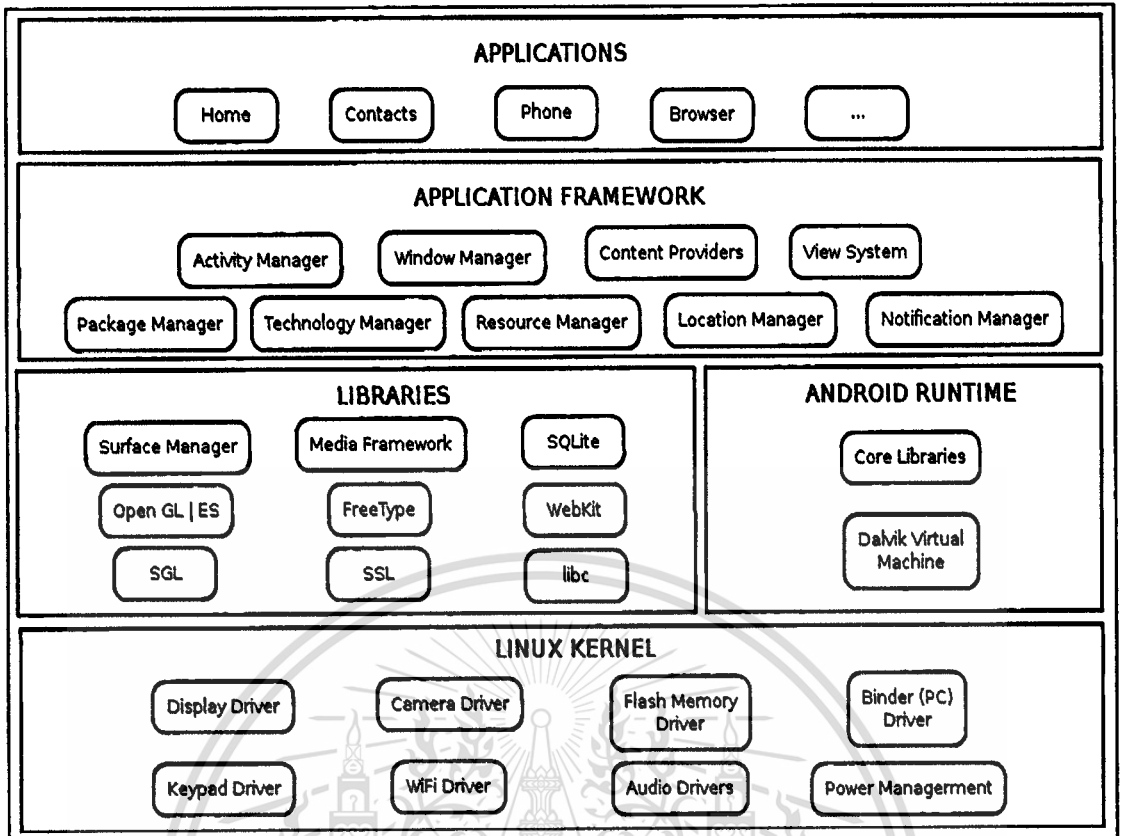 APPLICATIONS
Home
Contacts
Phone
Browser
...
APPLICATION FRAMEWORK
Activity Manager
Window Manager
Content Providers
View System
Package Manager
Technology Manager
Resource Manager
Location Manager
Notification Manager
LIBRARIES
Surface Manager
Media Framework
SQLite
Open GL | ES
FreeType
WebKit
SGL
SSL
libc
ANDROID RUNTIME
Core Libraries
Dalvik Virtual
Machine
LINUX KERNEL
Display Driver
Camera Driver
Flash Memory
Driver
Binder (PC)
Driver
Keypad Driver
WiFi Driver
Audio Drivers
Power Managerment